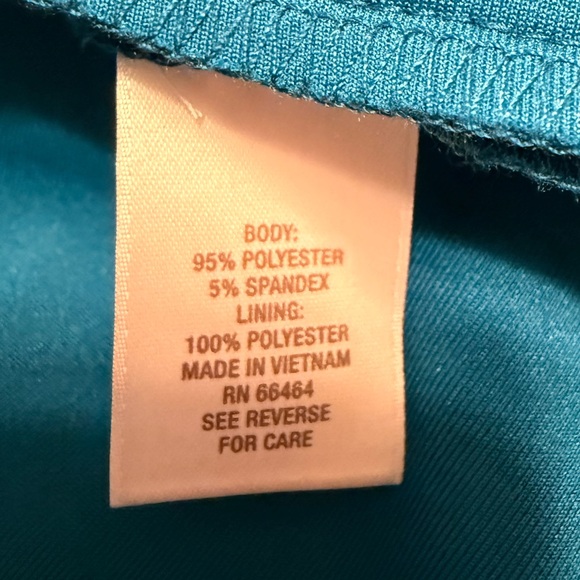 BODY:
95% POLYESTER
5% SPANDEX
LINING:
100% POLYESTER
MADE IN VIETNAM
RN 66464
SEE REVERSE
FOR CARE